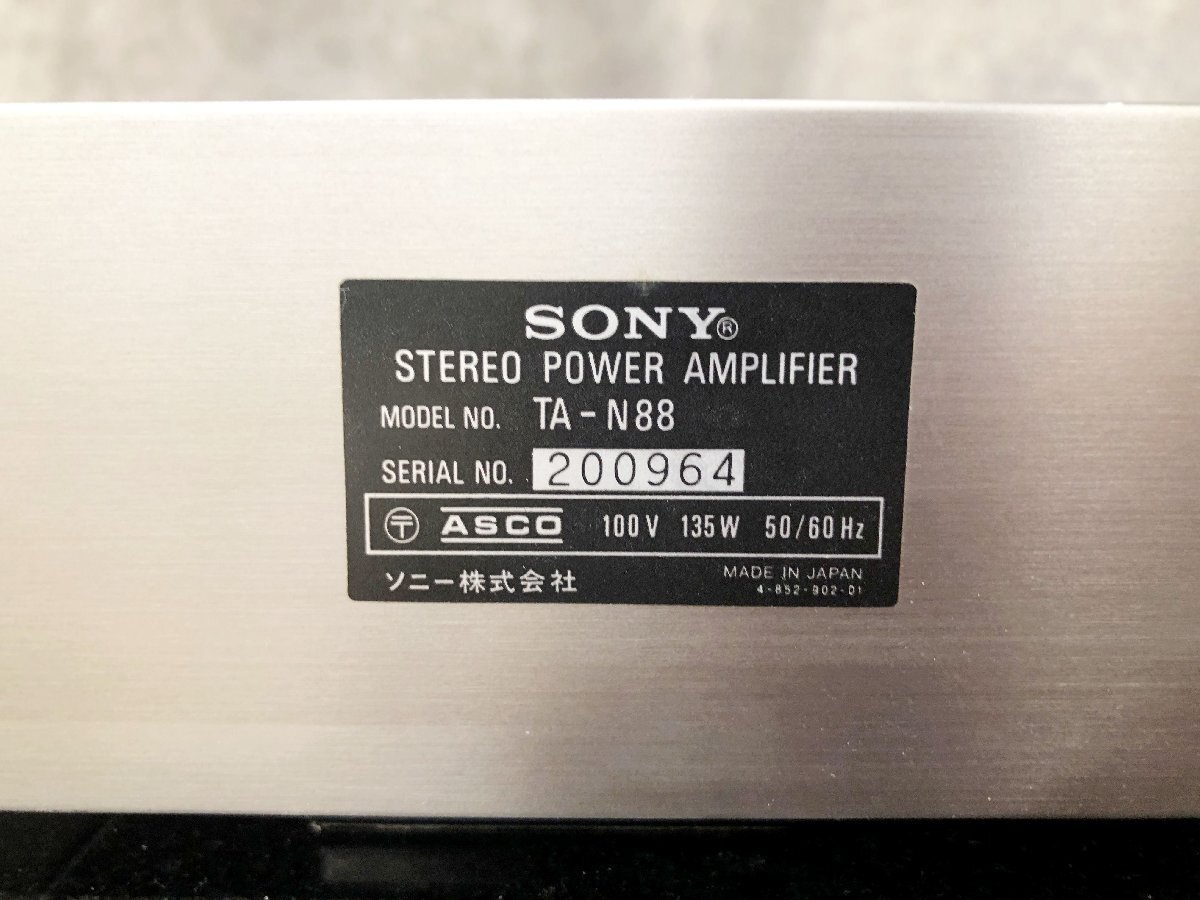 SONY®
STEREO POWER AMPLIFIER
MODEL NO. TA-N88
SERIAL NO. 200964
〒 ASCO 100V 135W 50/60Hz
ソニー株式会社 MADE IN JAPAN
4-852-902-01